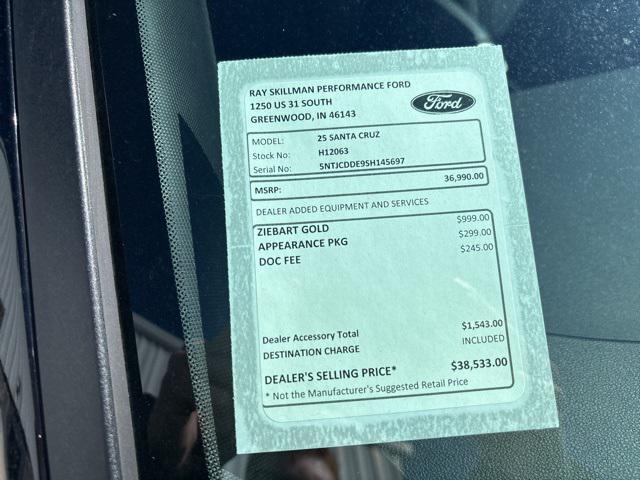 RAY SKILLMAN PERFORMANCE FORD
1250 US 31 SOUTH
GREENWOOD, IN 46143
Ford
MODEL: 25 SANTA CRUZ
Stock No: H12063
Serial No: 5NTJCDDE9SH145697
MSRP: 36,990.00
DEALER ADDED EQUIPMENT AND SERVICES
ZIEBART GOLD $999.00
APPEARANCE PKG $299.00
DOC FEE $245.00
Dealer Accessory Total $1,543.00
DESTINATION CHARGE INCLUDED
DEALER'S SELLING PRICE* $38,533.00
* Not the Manufacturer's Suggested Retail Price